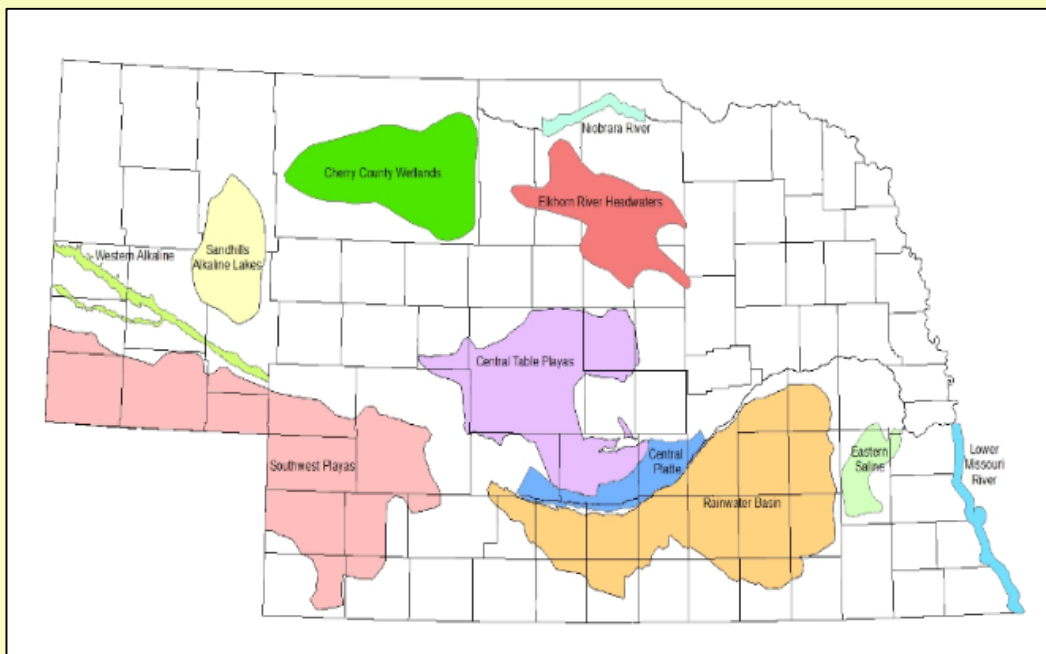 Niobrara River
Cherry County Wetlands
Elkhorn River Headwaters
Western Alkaline
Sandhills
Alkaline Lakes
Central Table Playas
Southwest Playas
Central
Platte
Eastern
Saline
Lower
Missouri
River
Rainwater Basin